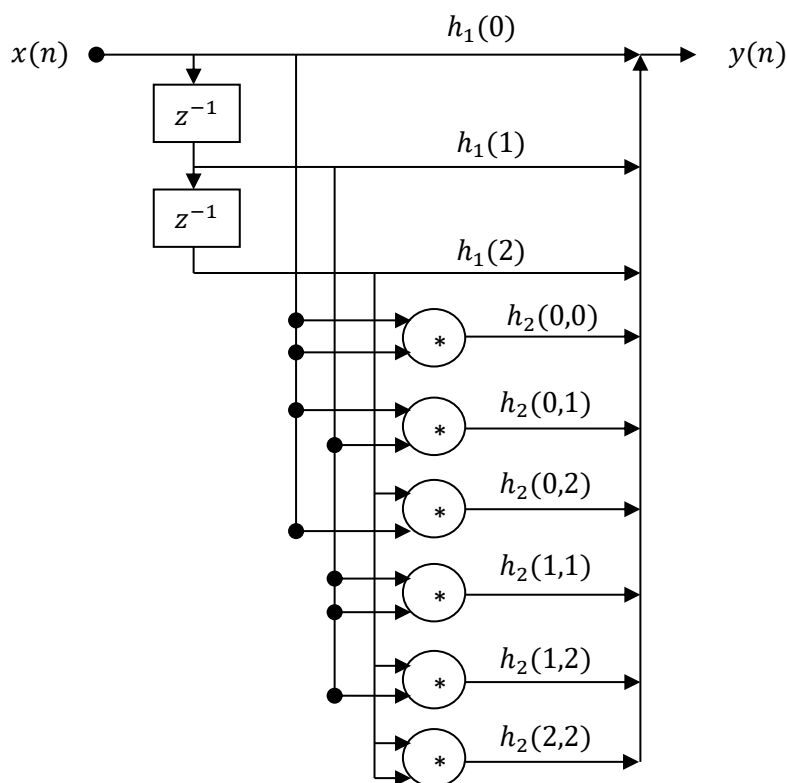 h₁(0)
x(n) y(n)
z⁻¹
h₁(1)
z⁻¹
h₁(2)
h₂(0,0)
*
h₂(0,1)
*
h₂(0,2)
*
h₂(1,1)
*
h₂(1,2)
*
h₂(2,2)
*